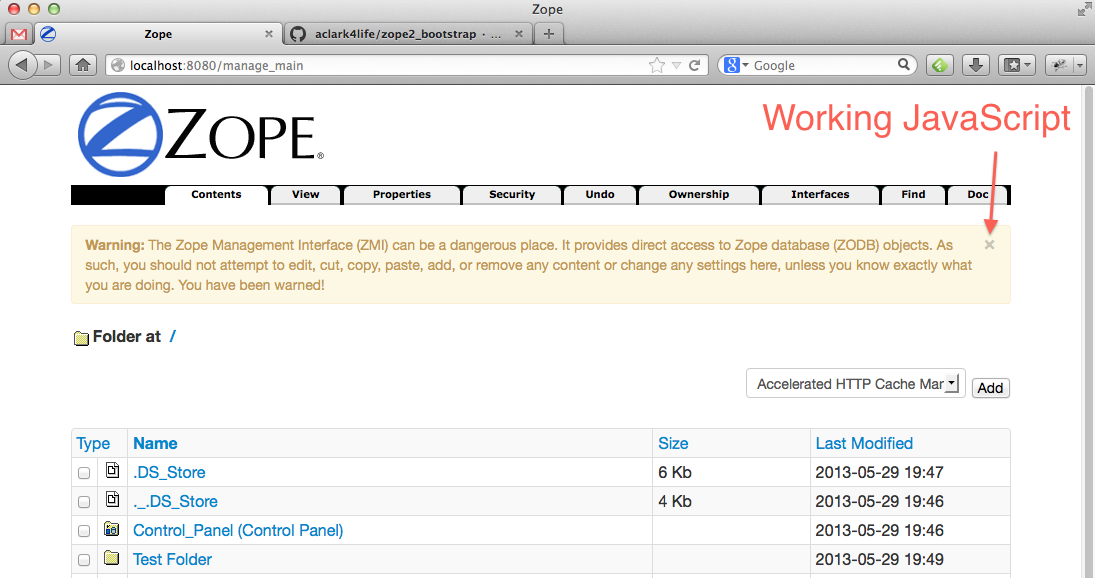 Zope
Zope
aclark4life/zope2_bootstrap · ...
localhost:8080/manage_main
Google
ZOPE®
Working JavaScript
Contents View Properties Security Undo Ownership Interfaces Find Doc
Warning: The Zope Management Interface (ZMI) can be a dangerous place. It provides direct access to Zope database (ZODB) objects. As
such, you should not attempt to edit, cut, copy, paste, add, or remove any content or change any settings here, unless you know exactly what
you are doing. You have been warned!
Folder at /
Accelerated HTTP Cache Mar Add
Type Name Size Last Modified
.DS_Store 6 Kb 2013-05-29 19:47
._.DS_Store 4 Kb 2013-05-29 19:46
Control_Panel (Control Panel) 2013-05-29 19:46
Test Folder 2013-05-29 19:49